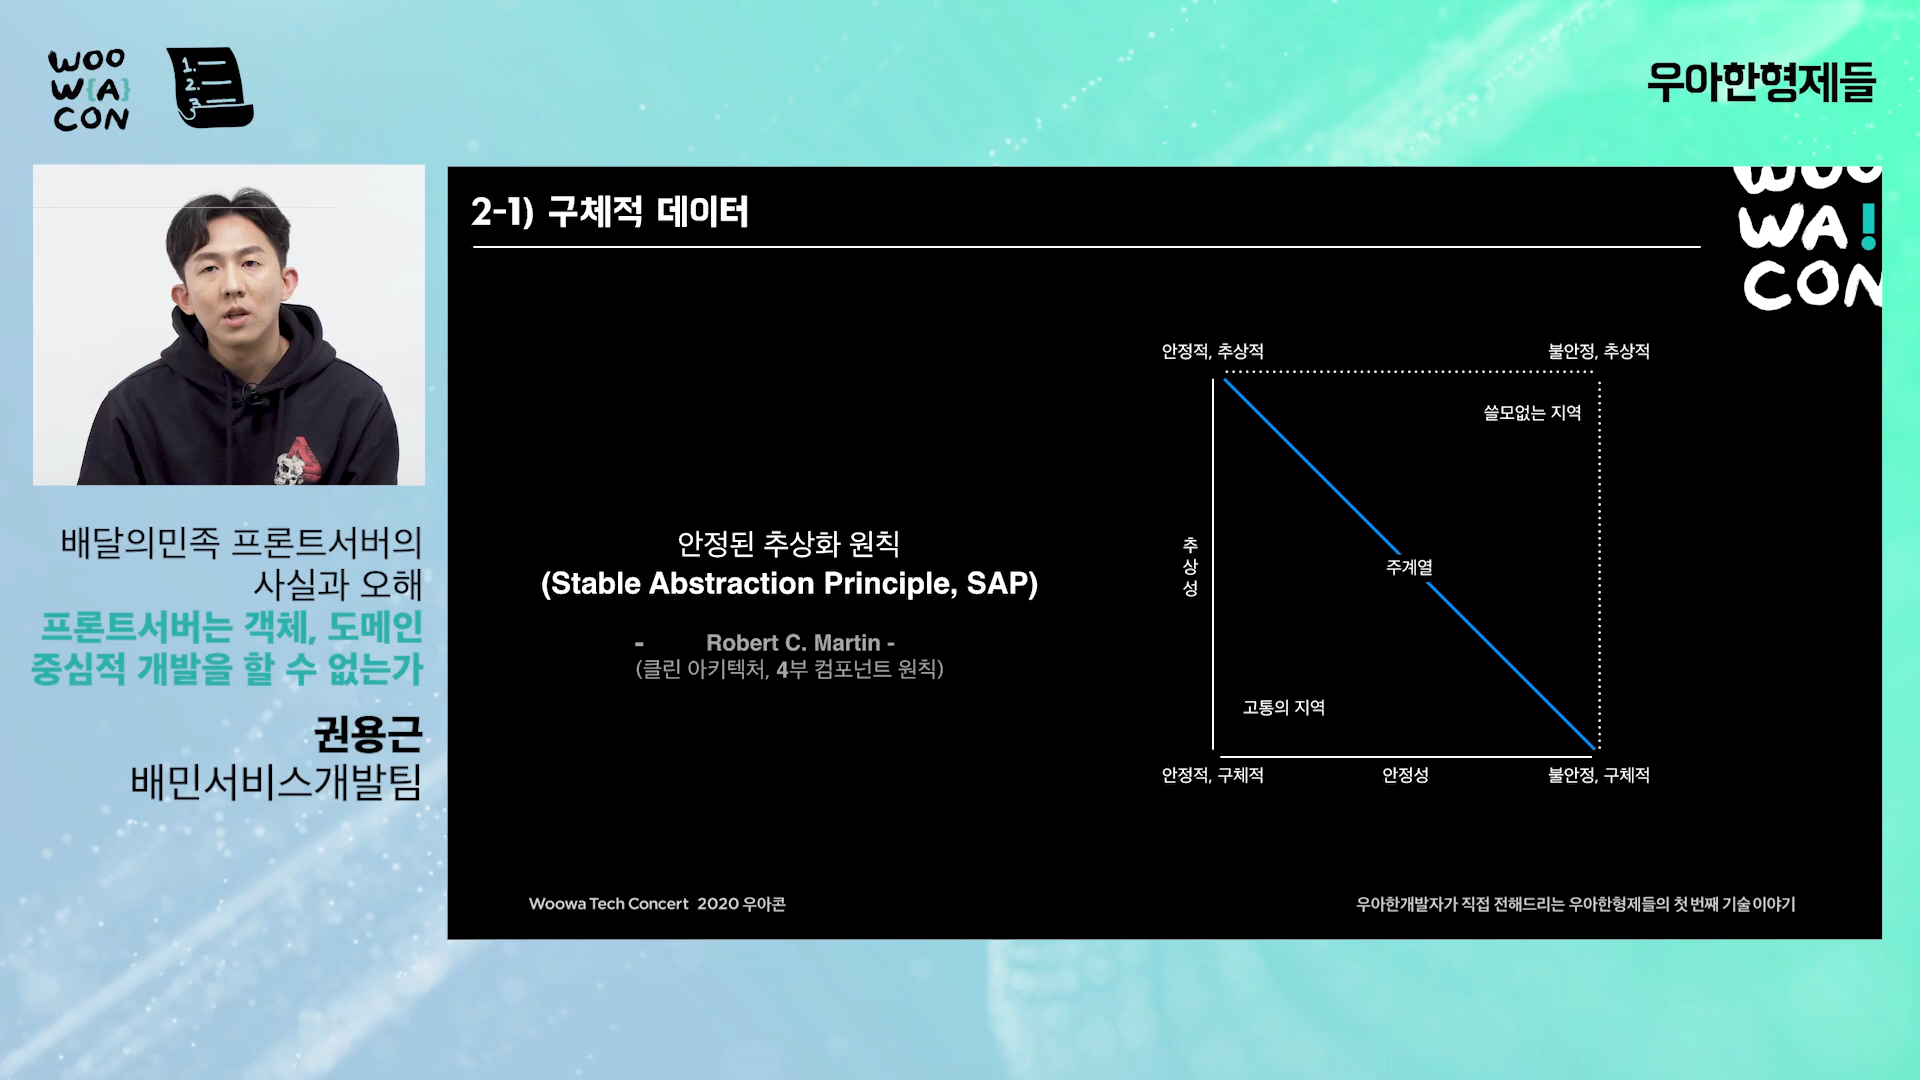 WOO
W{A}
CON
1.
2.
3.
우아한형제들
배달의민족 프론트서버의
사실과 오해
프론트서버는 객체, 도메인
중심적 개발을 할 수 없는가
권용근
배민서비스개발팀
2-1) 구체적 데이터
WOO
WA!
CON
안정된 추상화 원칙
(Stable Abstraction Principle, SAP)
- Robert C. Martin -
(클린 아키텍처, 4부 컴포넌트 원칙)
안정적, 추상적
불안정, 추상적
쓸모없는 지역
추상성
주계열
고통의 지역
안정적, 구체적
안정성
불안정, 구체적
Woowa Tech Concert 2020 우아콘
우아한개발자가 직접 전해드리는 우아한형제들의 첫 번째 기술 이야기